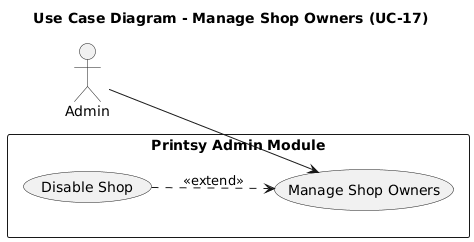 Use Case Diagram - Manage Shop Owners (UC-17)
Admin
Printsy Admin Module
Disable Shop
«extend»
Manage Shop Owners